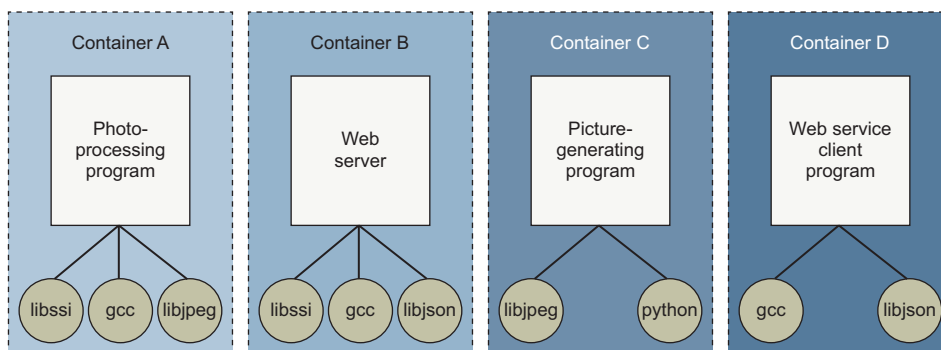 Container A
Photo-
processing
program
libssi
gcc
libjpeg
Container B
Web
server
libssi
gcc
libjson
Container C
Picture-
generating
program
libjpeg
python
Container D
Web service
client
program
gcc
libjson